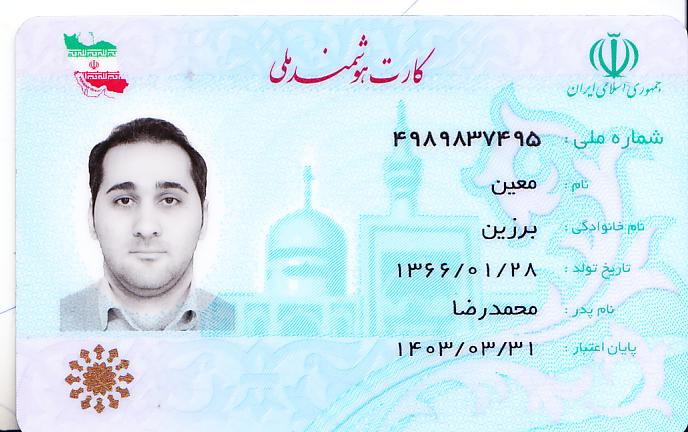 کارت هوشمند ملی
جمهوری اسلامی ایران
شماره ملی : ۴۹۸۹۸۳۷۴۹۵
نام : معین
نام خانوادگی : برزین
تاریخ تولد : ۱۳۶۶/۰۱/۲۸
نام پدر : محمدرضا
پایان اعتبار : ۱۴۰۳/۰۳/۳۱